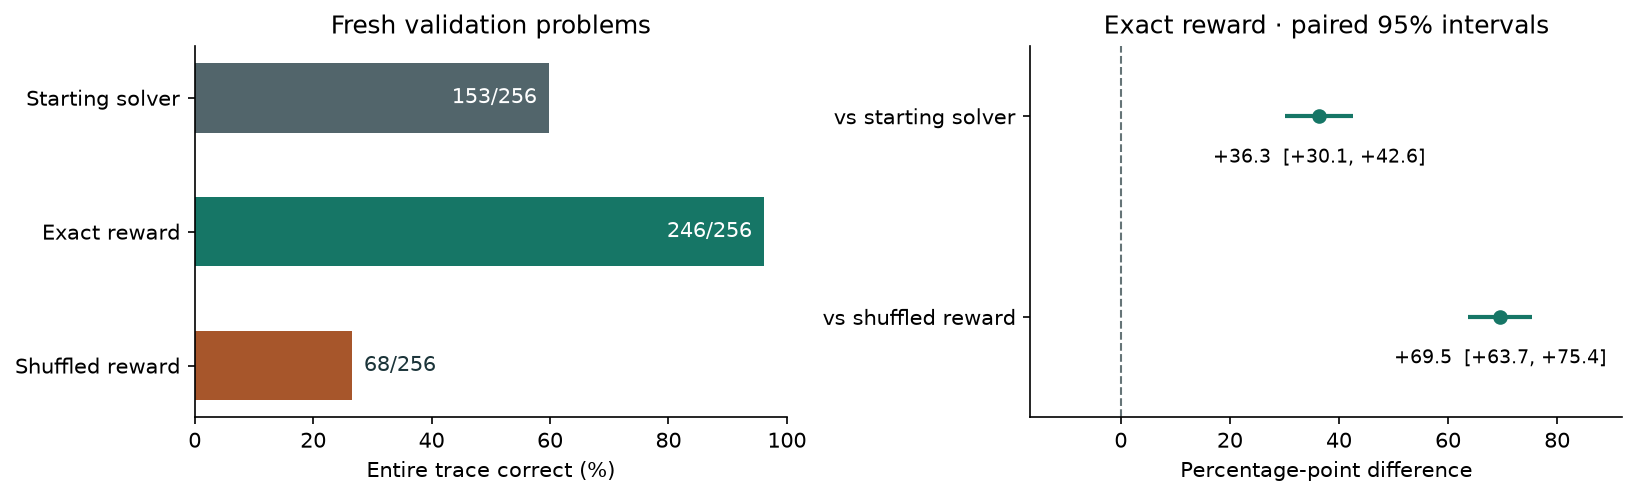 Fresh validation problems
Starting solver
153/256
Exact reward
246/256
Shuffled reward
68/256
0 20 40 60 80 100
Entire trace correct (%)
Exact reward · paired 95% intervals
vs starting solver
+36.3 [+30.1, +42.6]
vs shuffled reward
+69.5 [+63.7, +75.4]
0 20 40 60 80
Percentage-point difference